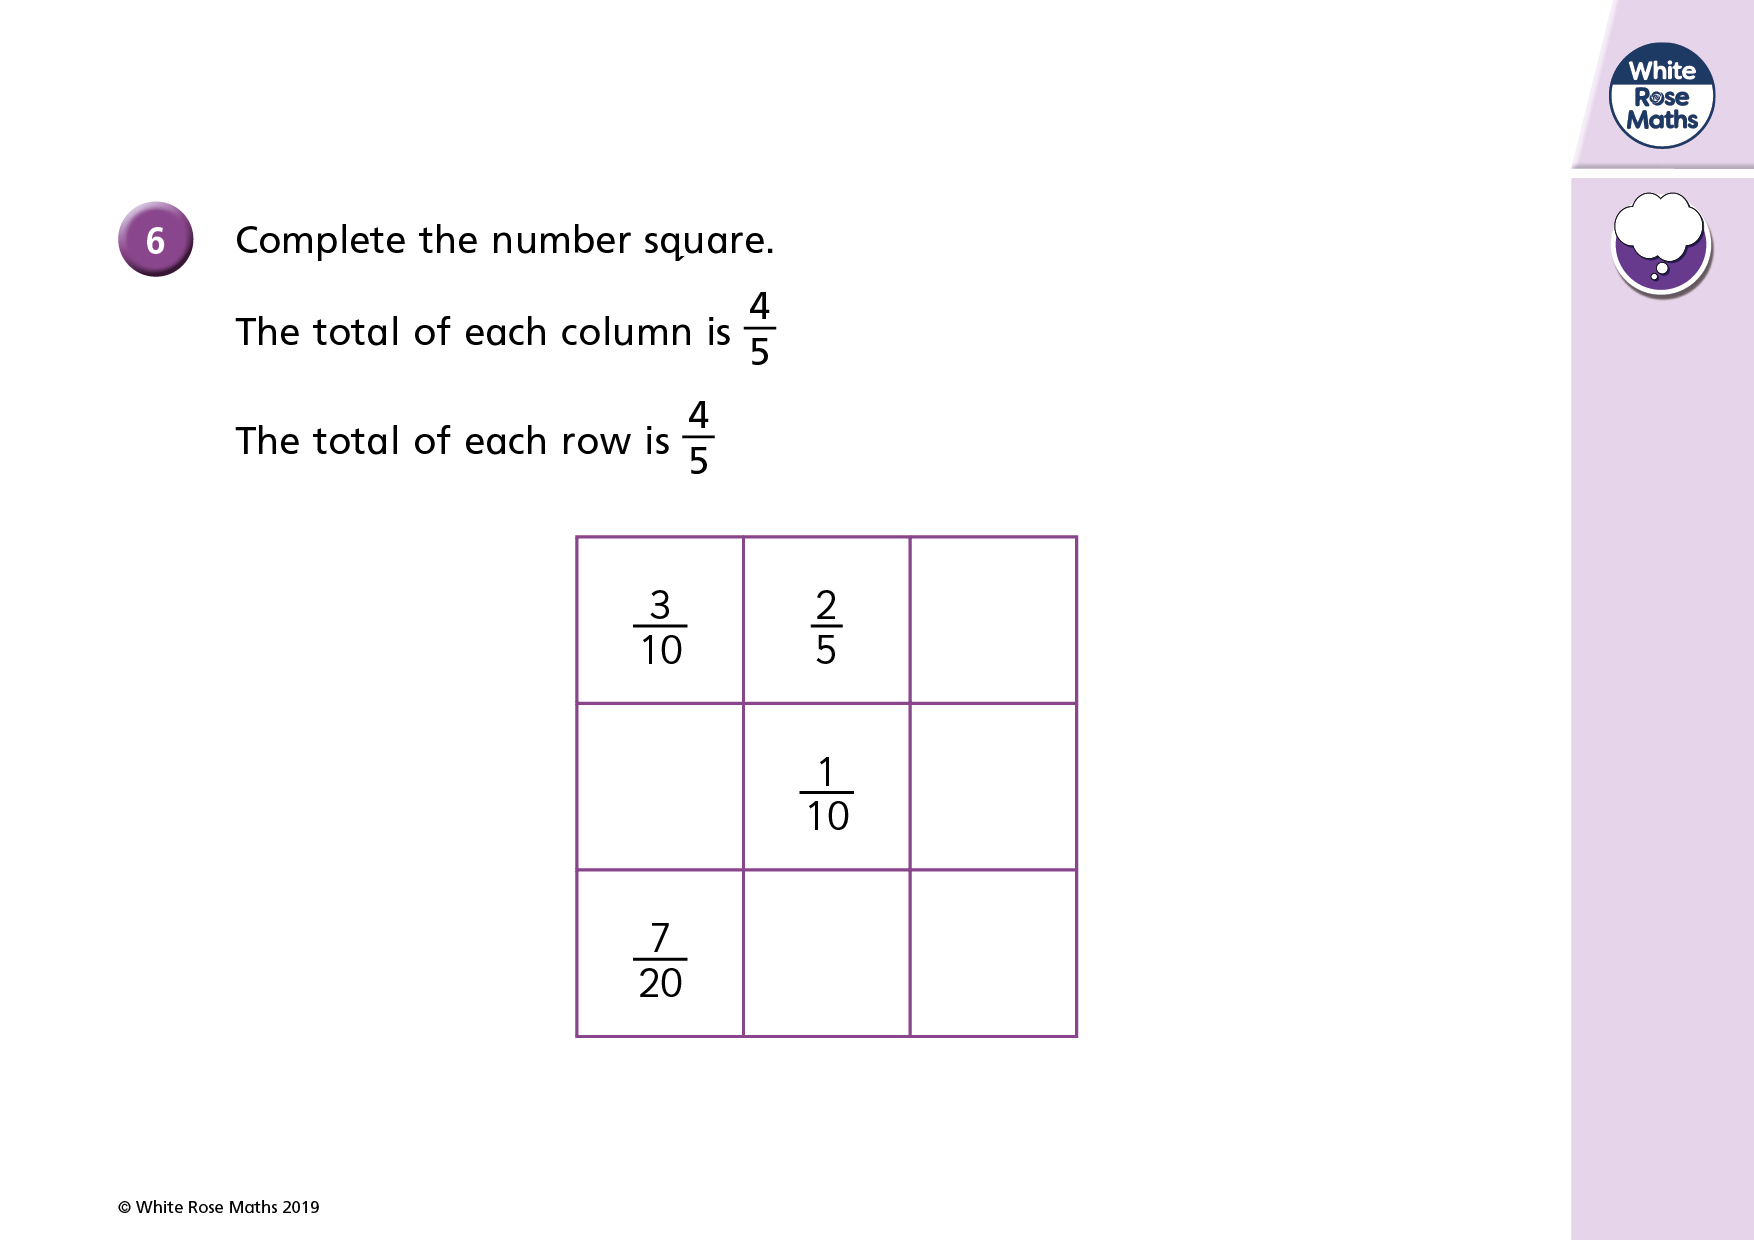 White
Rose
Maths
6 Complete the number square.
The total of each column is 4/5
The total of each row is 4/5
3/10 2/5
1/10
7/20
© White Rose Maths 2019